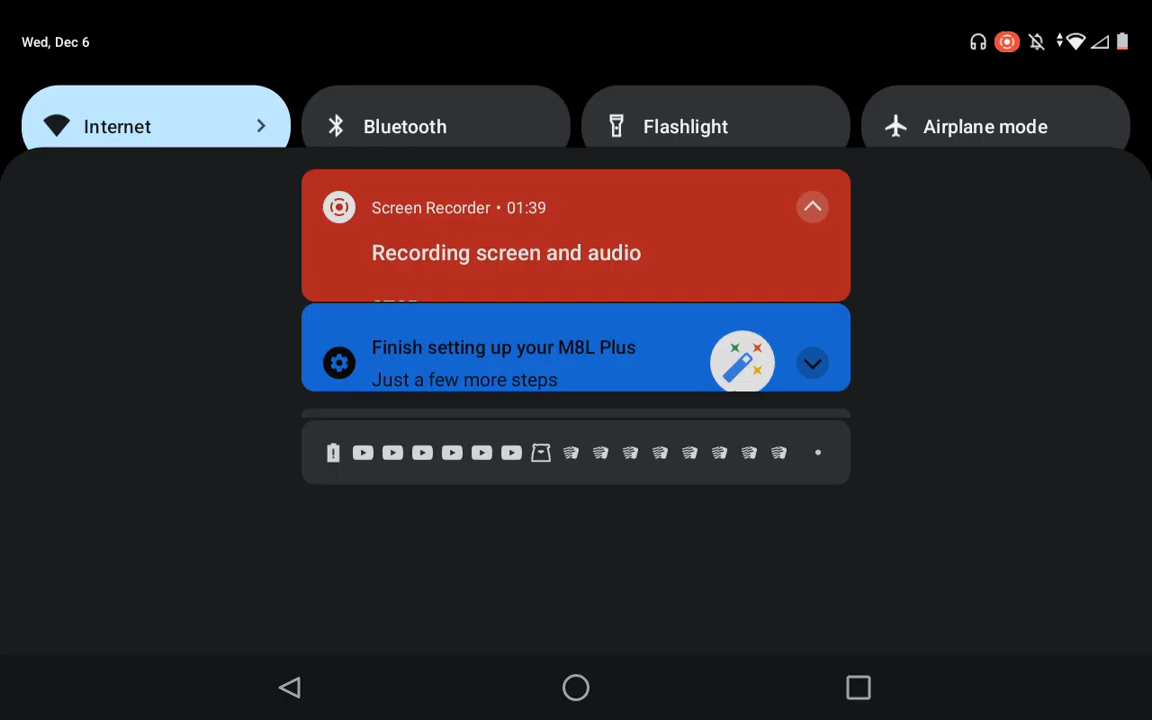 Wed, Dec 6
Internet
Bluetooth
Flashlight
Airplane mode
Screen Recorder • 01:39
Recording screen and audio
Finish setting up your M8L Plus
Just a few more steps